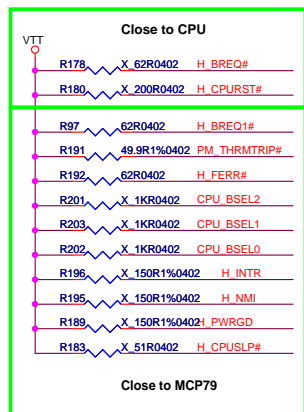 Close to CPU
VTT
R178 X_62R0402 H_BREQ#
R180 X_200R0402 H_CPURST#
R97 62R0402 H_BREQ1#
R191 49.9R1%0402 PM_THRMTRIP#
R192 62R0402 H_FERR#
R201 X_1KR0402 CPU_BSEL2
R203 X_1KR0402 CPU_BSEL1
R202 X_1KR0402 CPU_BSEL0
R196 X_150R1%0402 H_INTR
R195 X_150R1%0402 H_NMI
R189 X_150R1%0402 H_PWRGD
R183 X_51R0402 H_CPUSLP#
Close to MCP79